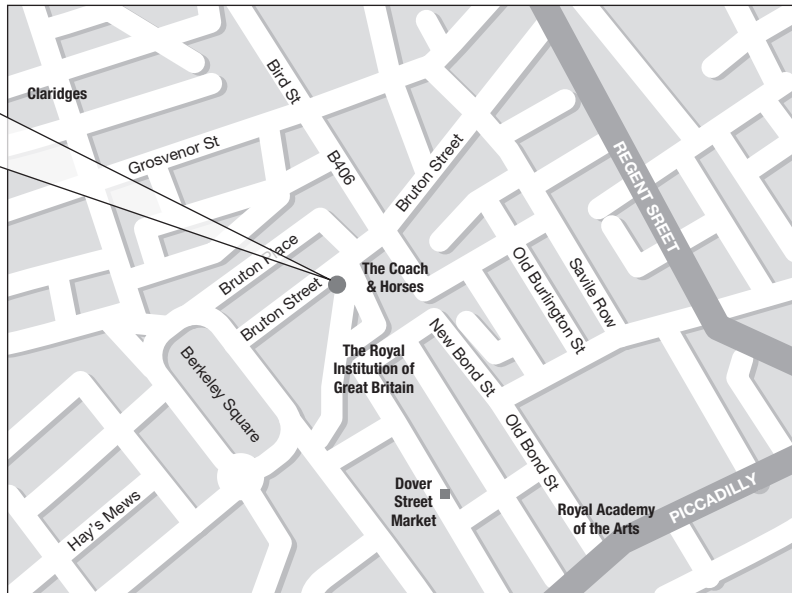 Claridges
Bird St
Grosvenor St
B406
Bruton Street
REGENT SREET
Bruton Place
Bruton Street
The Coach
& Horses
Old Burlington St
Savile Row
Berkeley Square
The Royal
Institution of
Great Britain
New Bond St
Old Bond St
Dover
Street
Market
Hay's Mews
Royal Academy
of the Arts
PICCADILLY